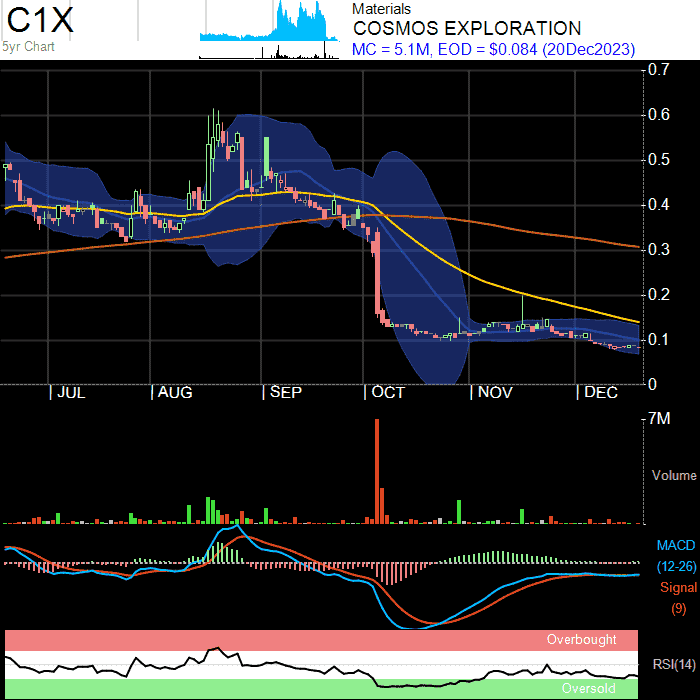 C1X
5yr Chart
Materials
COSMOS EXPLORATION
MC = 5.1M, EOD = $0.084 (20Dec2023)
0.7
0.6
0.5
0.4
0.3
0.2
0.1
0
JUL AUG SEP OCT NOV DEC
7M
Volume
MACD
(12-26)
Signal
(9)
Overbought
RSI(14)
Oversold